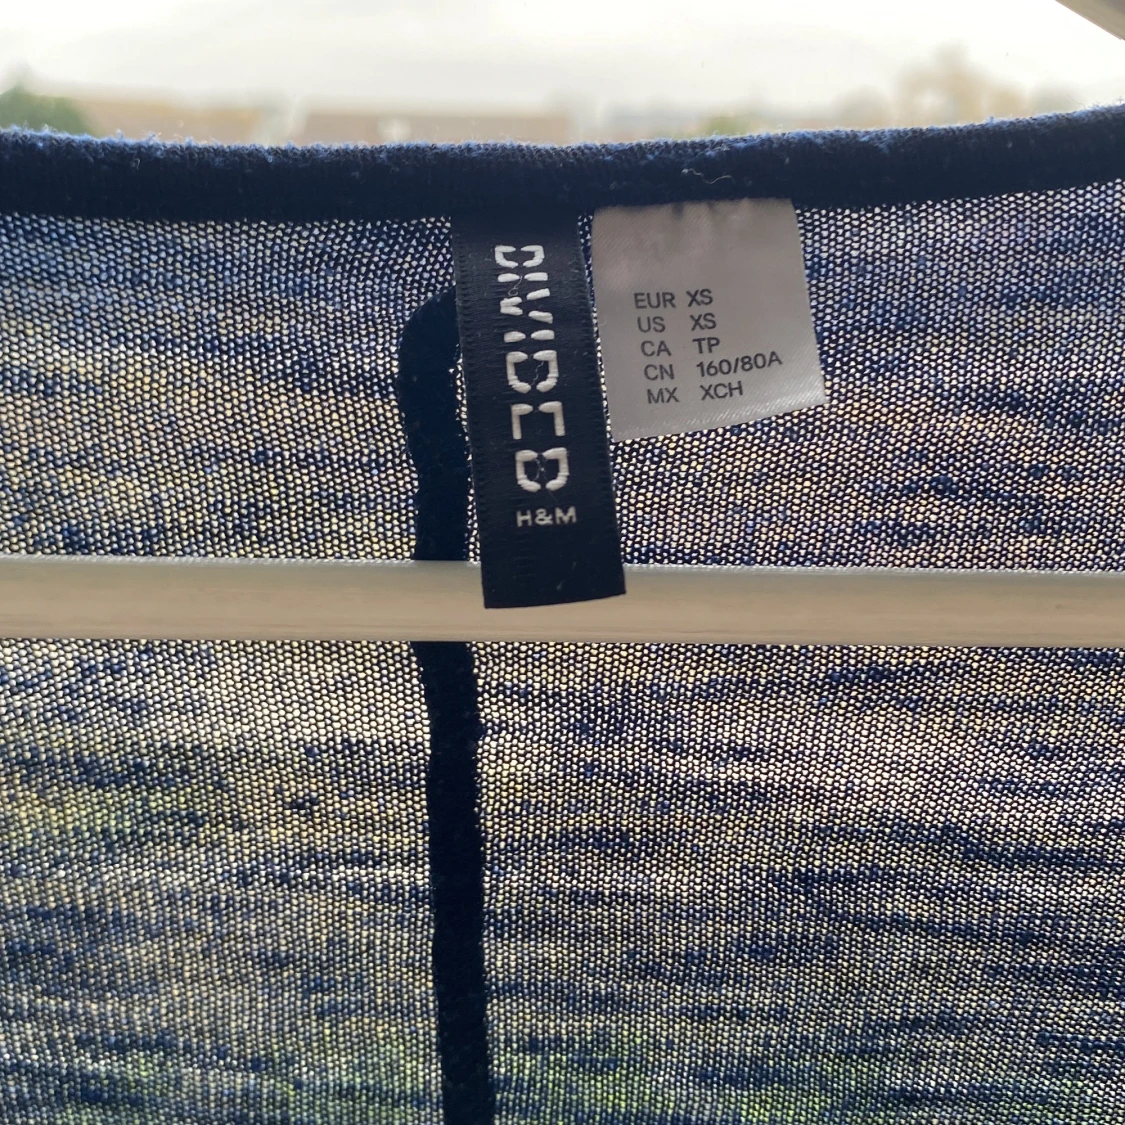 DIVIDED
H&M
EUR XS
US XS
CA TP
CN 160/80A
MX XCH